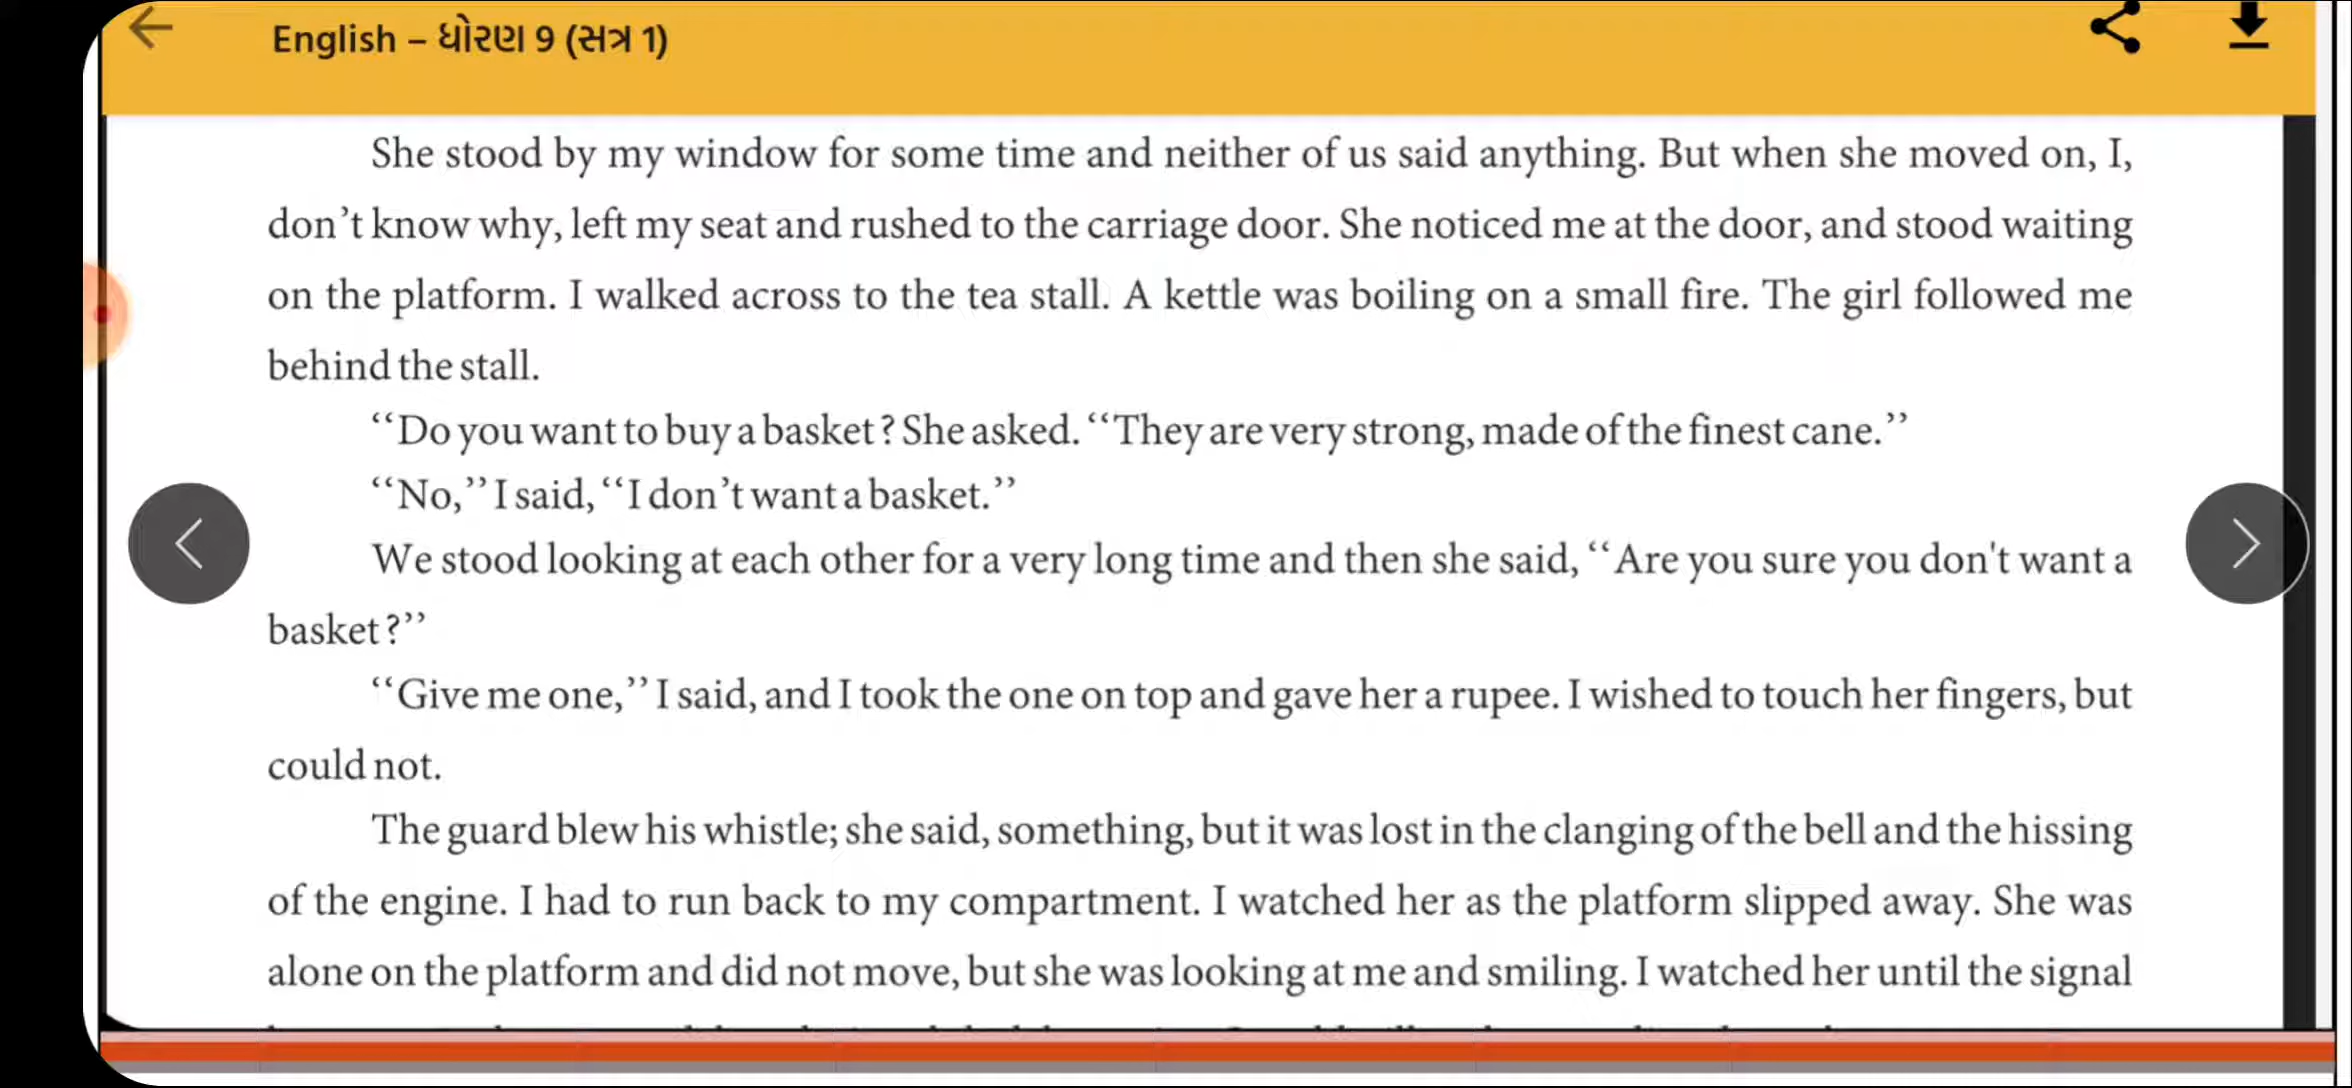 English – ધોરણ 9 (સત્ર 1)
She stood by my window for some time and neither of us said anything. But when she moved on, I,
don’t know why, left my seat and rushed to the carriage door. She noticed me at the door, and stood waiting
on the platform. I walked across to the tea stall. A kettle was boiling on a small fire. The girl followed me
behind the stall.
‘‘Do you want to buy a basket ? She asked. ‘‘They are very strong, made of the finest cane.’’
‘‘No,’’ I said, ‘‘I don’t want a basket.’’
We stood looking at each other for a very long time and then she said, ‘‘Are you sure you don't want a
basket ?’’
‘‘Give me one,’’ I said, and I took the one on top and gave her a rupee. I wished to touch her fingers, but
could not.
The guard blew his whistle; she said, something, but it was lost in the clanging of the bell and the hissing
of the engine. I had to run back to my compartment. I watched her as the platform slipped away. She was
alone on the platform and did not move, but she was looking at me and smiling. I watched her until the signal